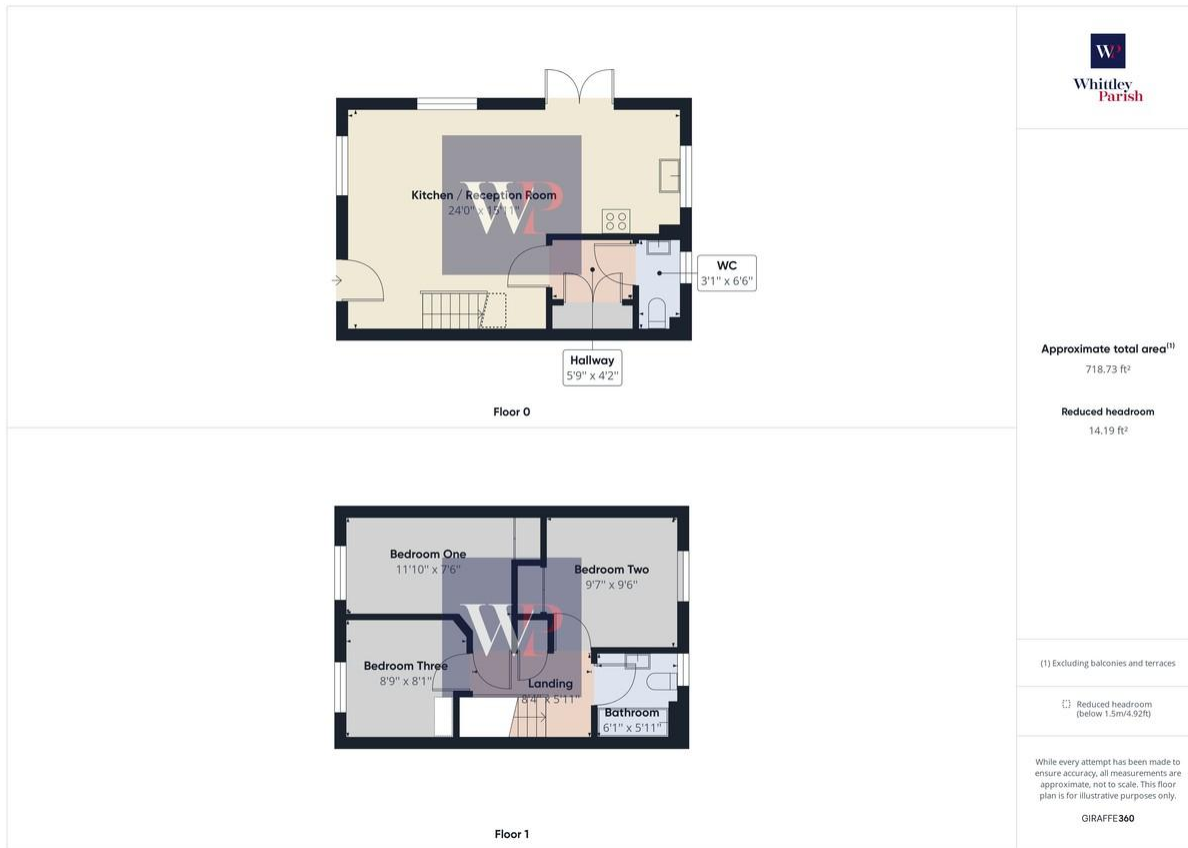 Kitchen / Reception Room
24'0" x 15'11"
WP
WC
3'1" x 6'6"
Hallway
5'9" x 4'2"
Floor 0
Bedroom One
11'10" x 7'6"
Bedroom Two
9'7" x 9'6"
WP
Bedroom Three
8'9" x 8'1"
Landing
8'4" x 5'11"
Bathroom
6'1" x 5'11"
Floor 1
WP
Whittley
Parish
Approximate total area(1)
718.73 ft²
Reduced headroom
14.19 ft²
(1) Excluding balconies and terraces
Reduced headroom
(below 1.5m/4.92ft)
While every attempt has been made to
ensure accuracy, all measurements are
approximate, not to scale. This floor
plan is for illustrative purposes only.
GIRAFFE360